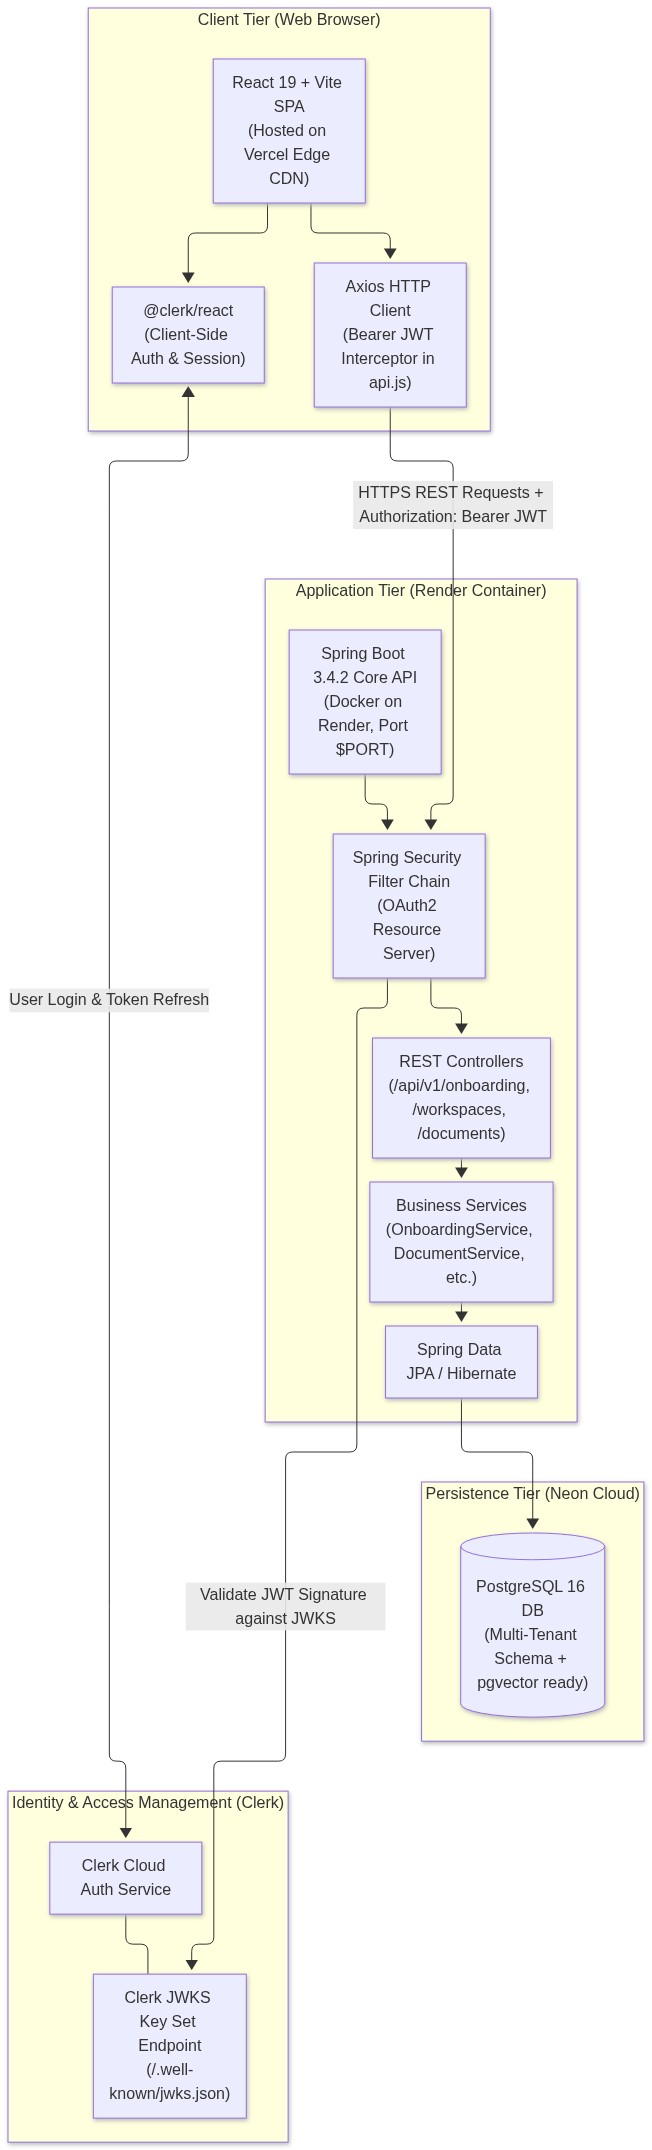 Client Tier (Web Browser)
React 19 + Vite
SPA
(Hosted on
Vercel Edge
CDN)
@clerk/react
(Client-Side
Auth & Session)
Axios HTTP
Client
(Bearer JWT
Interceptor in
api.js)
HTTPS REST Requests +
Authorization: Bearer JWT
Application Tier (Render Container)
Spring Boot
3.4.2 Core API
(Docker on
Render, Port
$PORT)
Spring Security
Filter Chain
(OAuth2
Resource
Server)
User Login & Token Refresh
REST Controllers
(/api/v1/onboarding,
/workspaces,
/documents)
Business Services
(OnboardingService,
DocumentService,
etc.)
Spring Data
JPA / Hibernate
Persistence Tier (Neon Cloud)
PostgreSQL 16
DB
(Multi-Tenant
Schema +
pgvector ready)
Validate JWT Signature
against JWKS
Identity & Access Management (Clerk)
Clerk Cloud
Auth Service
Clerk JWKS
Key Set
Endpoint
(/.well-
known/jwks.json)